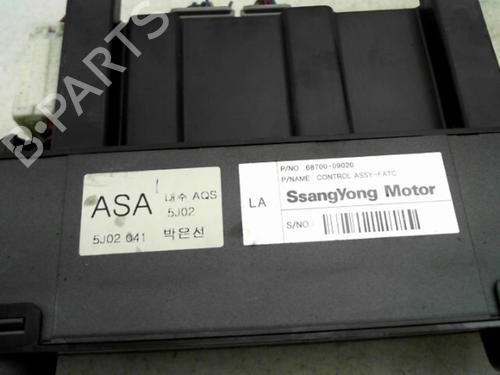 B-PARTS
ASA
내수 AQS
5J02
5J02 041 박은선
LA
P/NO 68700-09020
P/NAME CONTROL ASSY-FATC
SsangYong Motor
S/NO: